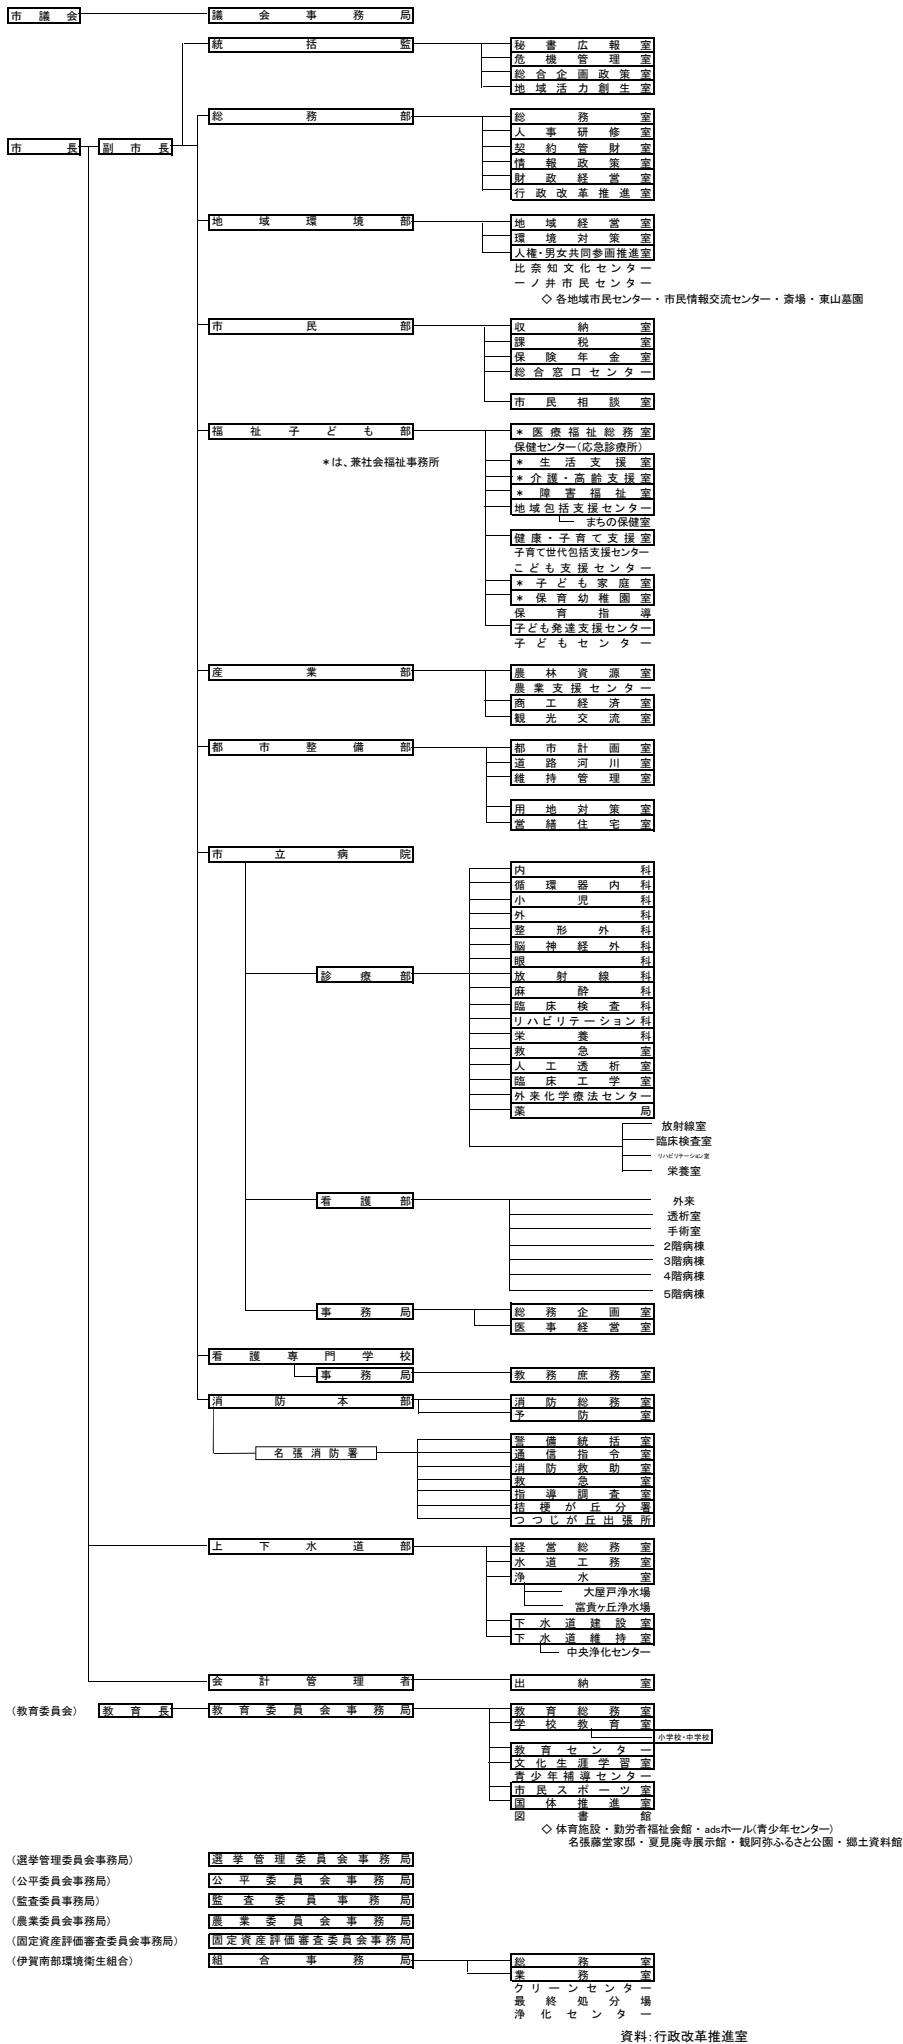 市議会 議会事務局
統括監 秘書広報室
危機管理室
総合企画政策室
地域活力創生室
市長 副市長
総務部 総務室
人事研修室
契約管財室
情報政策室
財政経営室
行政改革推進室
地域環境部 地域経営室
環境対策室
人権・男女共同参画推進室
比奈知文化センター
一ノ井市民センター
◇ 各地域市民センター ・ 市民情報交流センター ・ 斎場 ・ 東山墓園
市民部 収納室
課税室
保険年金室
総合窓口センター
市民相談室
福祉子ども部 *医療福祉総務室
保健センター(応急診療所)
*は、兼社会福祉事務所 *生活支援室
*介護・高齢支援室
*障害福祉室
地域包括支援センター
まちの保健室
健康・子育て支援室
子育て世代包括支援センター
こども支援センター
*子ども家庭室
*保育幼稚園室
保育指導
子ども発達支援センター
子どもセンター
産業部 農林資源室
農業支援センター
商工経済室
観光交流室
都市整備部 都市計画室
道路河川室
維持管理室
用地対策室
営繕住宅室
市立病院
内科
循環器内科
小児科
外科
整形外科
脳神経外科
眼科
診療部 放射線科
麻酔科
臨床検査科
リハビリテーション科
栄養科
救急室
人工透析室
臨床工学室
外来化学療法センター
薬局
放射線室
臨床検査室
リハビリテーション室
栄養室
看護部 外来
透析室
手術室
2階病棟
3階病棟
4階病棟
5階病棟
事務局 総務企画室
医事経営室
看護専門学校
事務局 教務庶務室
消防本部 消防総務室
予防室
名張消防署 警備統括室
通信指令室
消防救助室
救急室
指導調査室
桔梗が丘分署
つつじが丘出張所
上下水道部 経営総務室
水道工務室
浄水室
大屋戸浄水場
富貴ヶ丘浄水場
下水道建設室
下水道維持室
中央浄化センター
会計管理者 出納室
(教育委員会) 教育長 教育委員会事務局 教育総務室
学校教育室
小学校・中学校
教育センター
文化生涯学習室
青少年補導センター
市民スポーツ室
国体推進室
図書館
◇ 体育施設 ・ 勤労者福祉会館 ・ adsホール(青少年センター)
名張藤堂家邸 ・ 夏見廃寺展示館 ・ 観阿弥ふるさと公園 ・ 郷土資料館
(選挙管理委員会事務局) 選挙管理委員会事務局
(公平委員会事務局) 公平委員会事務局
(監査委員事務局) 監査委員事務局
(農業委員会事務局) 農業委員会事務局
(固定資産評価審査委員会事務局) 固定資産評価審査委員会事務局
(伊賀南部環境衛生組合) 組合事務局 総務室
業務室
クリーンセンター
最終処分場
浄化センター
資料:行政改革推進室